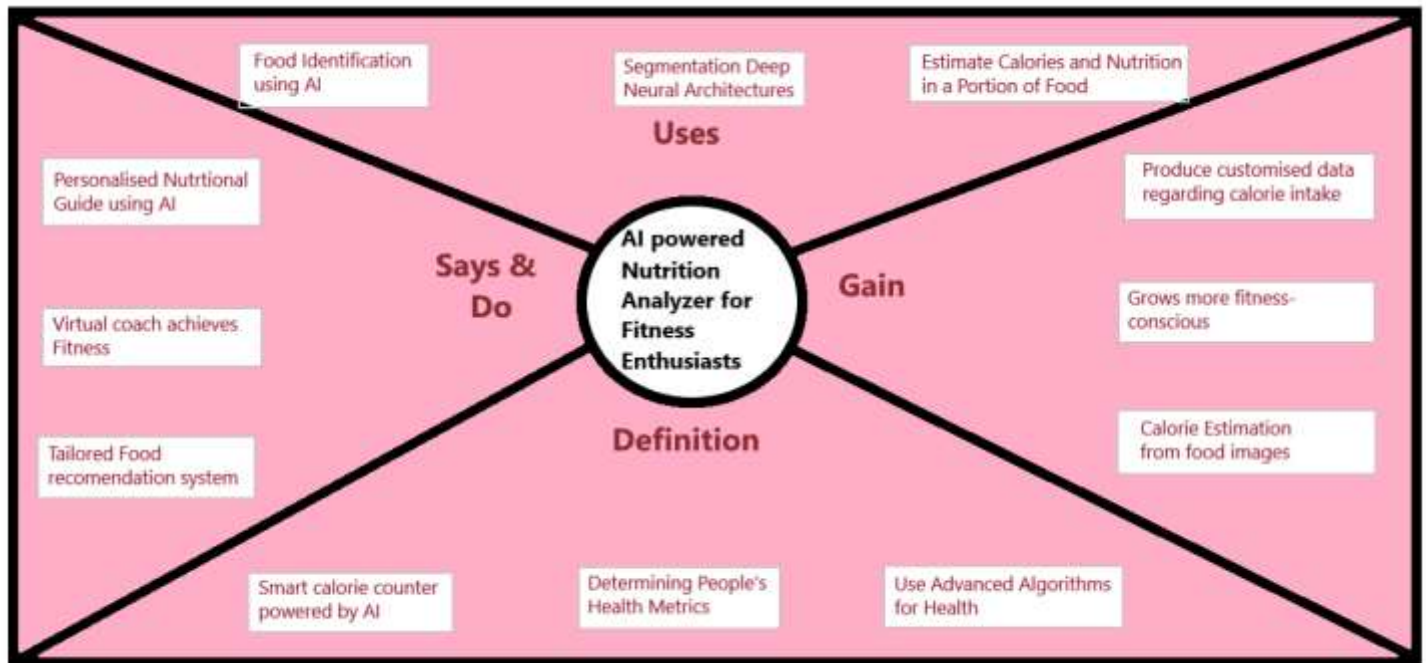 Food Identification
using AI
Segmentation Deep
Neural Architectures
Estimate Calories and Nutrition
in a Portion of Food
Uses
Personalised Nutrtional
Guide using AI
Produce customised data
regarding calorie intake
Says &
Do
AI powered
Nutrition
Analyzer for
Fitness
Enthusiasts
Gain
Virtual coach achieves
Fitness
Grows more fitness-
conscious
Definition
Tailored Food
recomendation system
Calorie Estimation
from food images
Smart calorie counter
powered by AI
Determining People's
Health Metrics
Use Advanced Algorithms
for Health